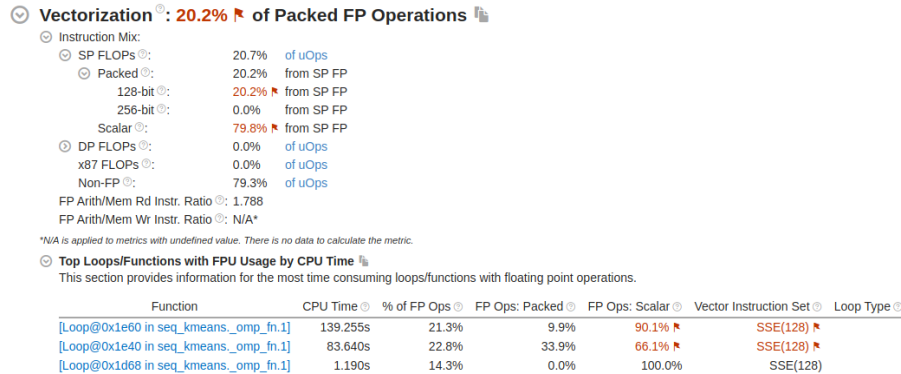 Vectorization ?: 20.2% of Packed FP Operations
Instruction Mix:
SP FLOPs ?: 20.7% of uOps
Packed ?: 20.2% from SP FP
128-bit ?: 20.2% from SP FP
256-bit ?: 0.0% from SP FP
Scalar ?: 79.8% from SP FP
DP FLOPs ?: 0.0% of uOps
x87 FLOPs ?: 0.0% of uOps
Non-FP ?: 79.3% of uOps
FP Arith/Mem Rd Instr. Ratio ?: 1.788
FP Arith/Mem Wr Instr. Ratio ?: N/A*
*N/A is applied to metrics with undefined value. There is no data to calculate the metric.
Top Loops/Functions with FPU Usage by CPU Time
This section provides information for the most time consuming loops/functions with floating point operations.
Function CPU Time ? % of FP Ops ? FP Ops: Packed ? FP Ops: Scalar ? Vector Instruction Set ? Loop Type ?
[Loop@0x1e60 in seq_kmeans._omp_fn.1] 139.255s 21.3% 9.9% 90.1% SSE(128)
[Loop@0x1e40 in seq_kmeans._omp_fn.1] 83.640s 22.8% 33.9% 66.1% SSE(128)
[Loop@0x1d68 in seq_kmeans._omp_fn.1] 1.190s 14.3% 0.0% 100.0% SSE(128)